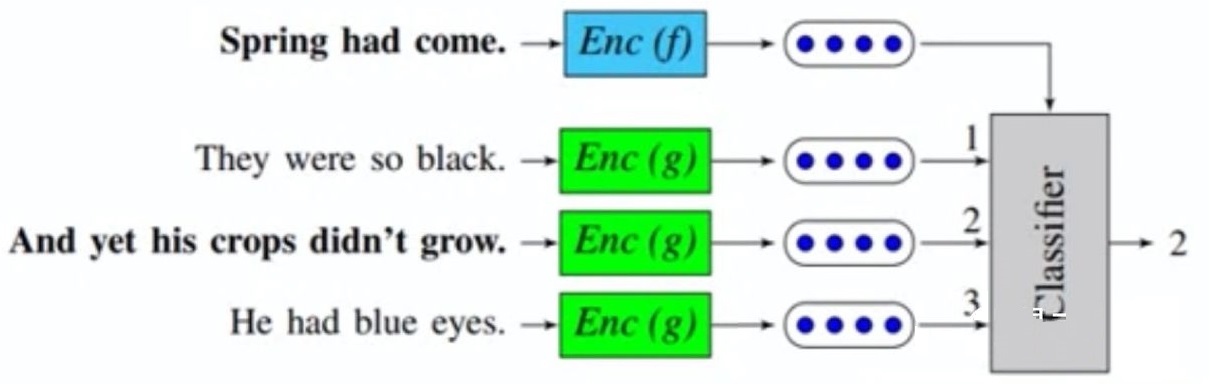 Spring had come. Enc (f)
They were so black. Enc (g) 1
And yet his crops didn't grow. Enc (g) 2
He had blue eyes. Enc (g) 3
Classifier
2